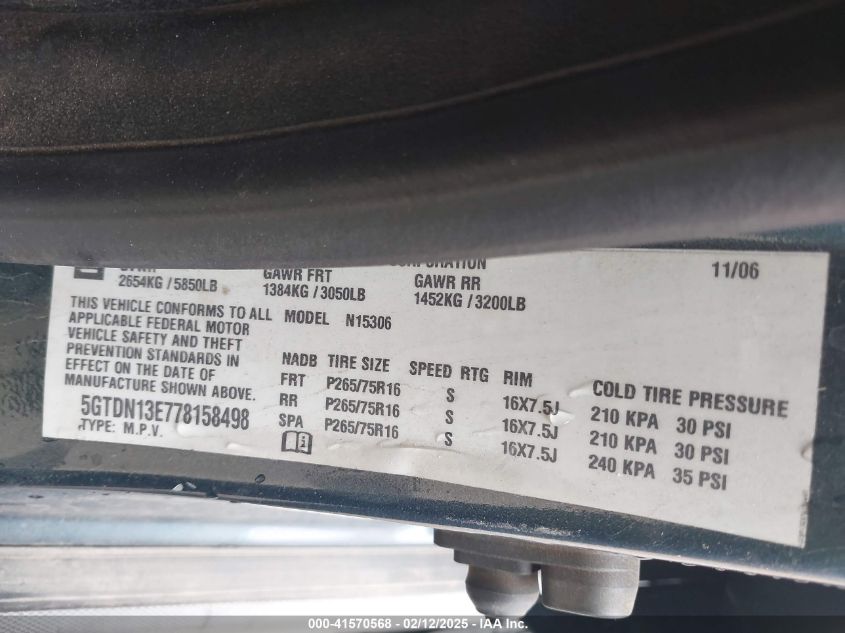 CORPORATION
11/06
GVWR GAWR FRT GAWR RR
2654KG / 5850LB 1384KG / 3050LB 1452KG / 3200LB
THIS VEHICLE CONFORMS TO ALL
APPLICABLE FEDERAL MOTOR
VEHICLE SAFETY AND THEFT
PREVENTION STANDARDS IN
EFFECT ON THE DATE OF
MANUFACTURE SHOWN ABOVE.
5GTDN13E778158498
TYPE: M.P.V.
MODEL N15306
NADB TIRE SIZE SPEED RTG RIM COLD TIRE PRESSURE
FRT P265/75R16 S 16X7.5J 210 KPA 30 PSI
RR P265/75R16 S 16X7.5J 210 KPA 30 PSI
SPA P265/75R16 S 16X7.5J 240 KPA 35 PSI
000-41570568 - 02/12/2025 - IAA Inc.